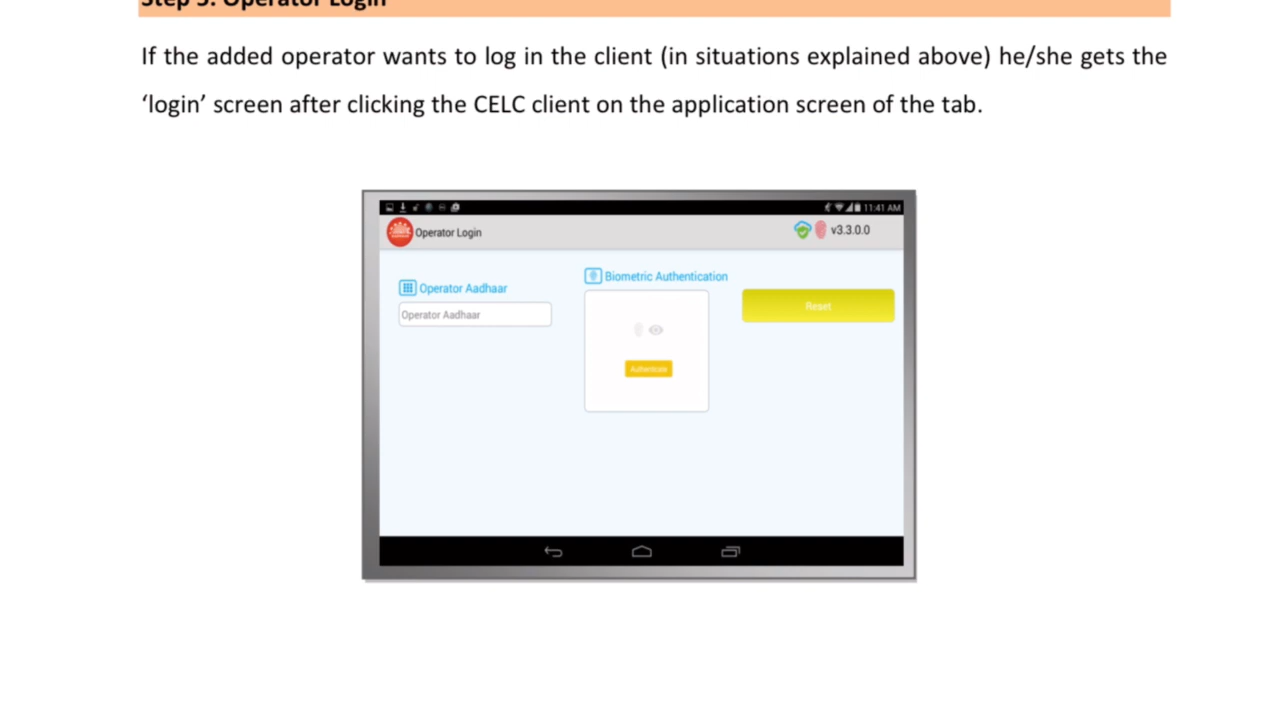 Step 5: Operator Login
If the added operator wants to log in the client (in situations explained above) he/she gets the
‘login’ screen after clicking the CELC client on the application screen of the tab.
11:41 AM
Operator Login
v3.3.0.0
Biometric Authentication
Operator Aadhaar
Operator Aadhaar
Reset
Authenticate